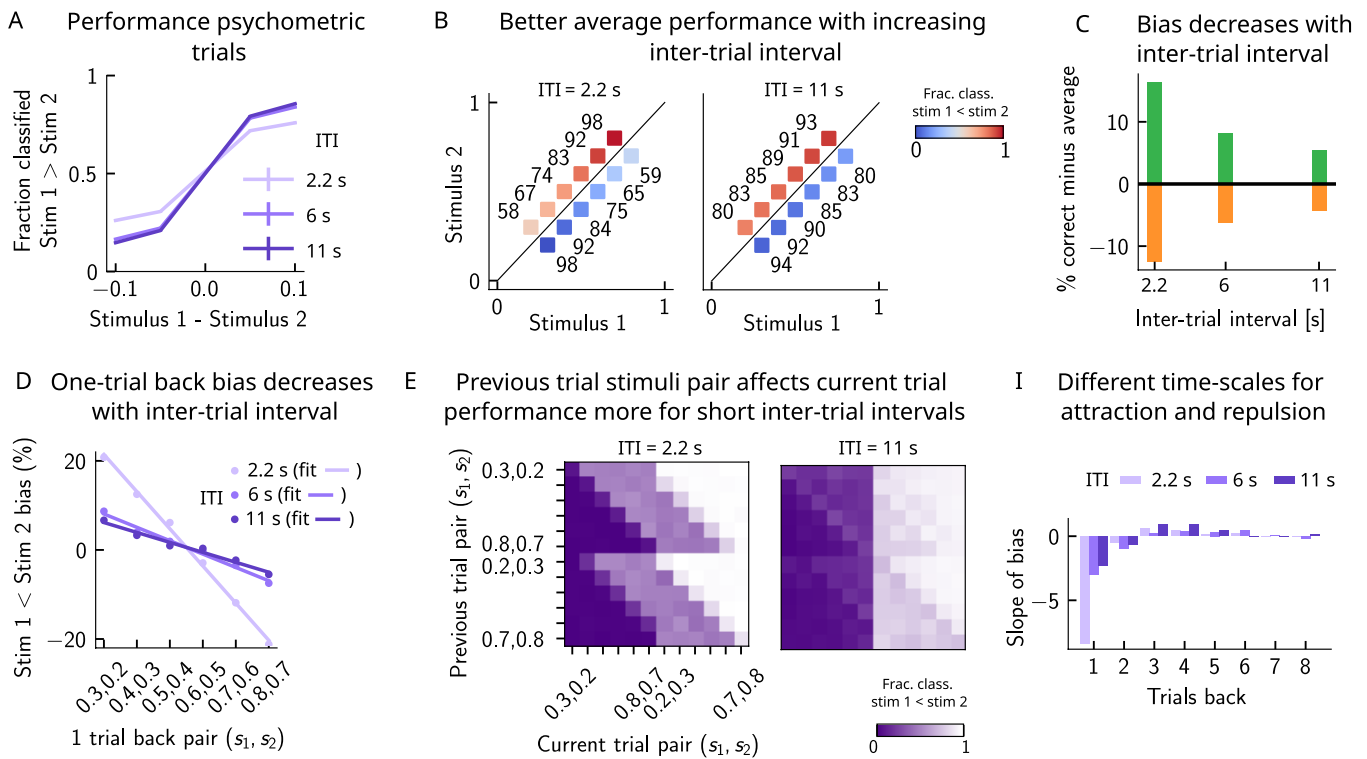 A
Performance psychometric
trials
Fraction classified
Stim 1 > Stim 2
1
0.5
0
−0.1
0.0
0.1
Stimulus 1 - Stimulus 2
ITI
2.2 s
6 s
11 s
B
Better average performance with increasing
inter-trial interval
ITI = 2.2 s
Stimulus 2
1
0
98
92
83
74
67
58
59
65
75
84
92
98
0
1
Stimulus 1
ITI = 11 s
93
91
89
85
83
80
80
83
85
90
92
94
0
1
Stimulus 1
Frac. class.
stim 1 < stim 2
0
1
C
Bias decreases with
inter-trial interval
% correct minus average
10
0
−10
2.2
6
11
Inter-trial interval [s]
D
One-trial back bias decreases
with inter-trial interval
Stim 1 < Stim 2 bias (%)
20
0
−20
ITI
2.2 s (fit )
6 s (fit )
11 s (fit )
0.3,0.2
0.4,0.3
0.5,0.4
0.6,0.5
0.7,0.6
0.8,0.7
1 trial back pair (s₁, s₂)
E
Previous trial stimuli pair affects current trial
performance more for short inter-trial intervals
ITI = 2.2 s
ITI = 11 s
Previous trial pair (s₁, s₂)
0.3,0.2
0.8,0.7
0.2,0.3
0.7,0.8
0.3,0.2
0.8,0.7
0.2,0.3
0.7,0.8
Current trial pair (s₁, s₂)
Frac. class.
stim 1 < stim 2
0
1
I
Different time-scales for
attraction and repulsion
ITI
2.2 s
6 s
11 s
Slope of bias
0
−5
1
2
3
4
5
6
7
8
Trials back